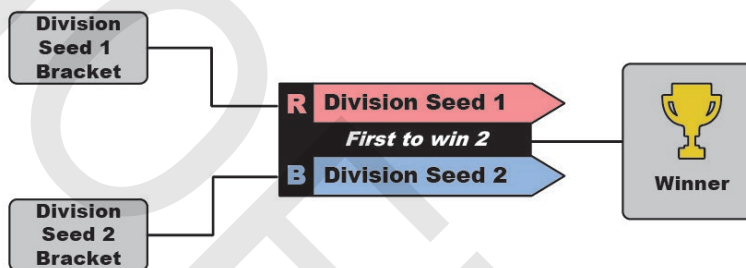 Division
Seed 1
Bracket
R Division Seed 1
First to win 2
B Division Seed 2
Winner
Division
Seed 2
Bracket